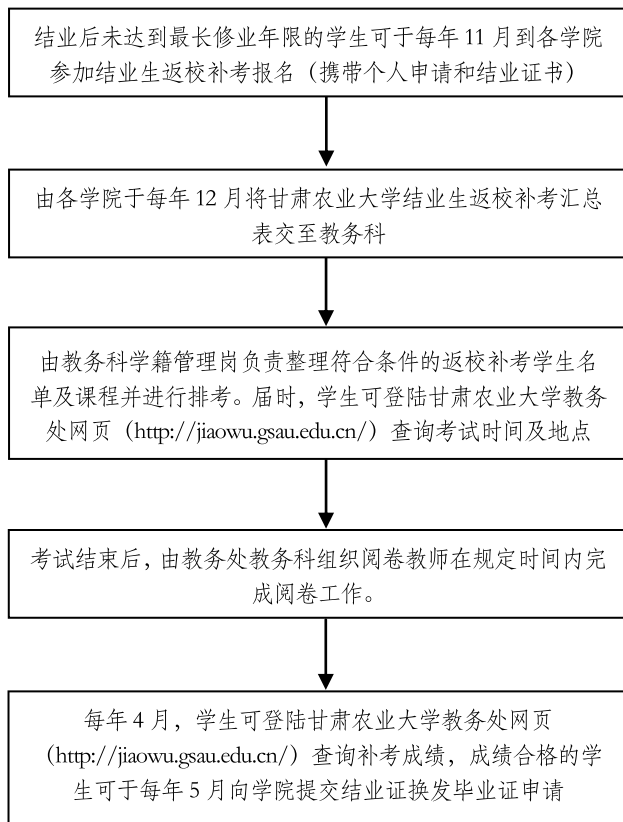 结业后未达到最长修业年限的学生可于每年 11 月到各学院
参加结业生返校补考报名（携带个人申请和结业证书）
由各学院于每年 12 月将甘肃农业大学结业生返校补考汇总
表交至教务科
由教务科学籍管理岗负责整理符合条件的返校补考学生名
单及课程并进行排考。届时，学生可登陆甘肃农业大学教务
处网页（http://jiaowu.gsau.edu.cn/）查询考试时间及地点
考试结束后，由教务处教务科组织阅卷教师在规定时间内完
成阅卷工作。
每年 4 月，学生可登陆甘肃农业大学教务处网页
（http://jiaowu.gsau.edu.cn/）查询补考成绩，成绩合格的学
生可于每年 5 月向学院提交结业证换发毕业证申请